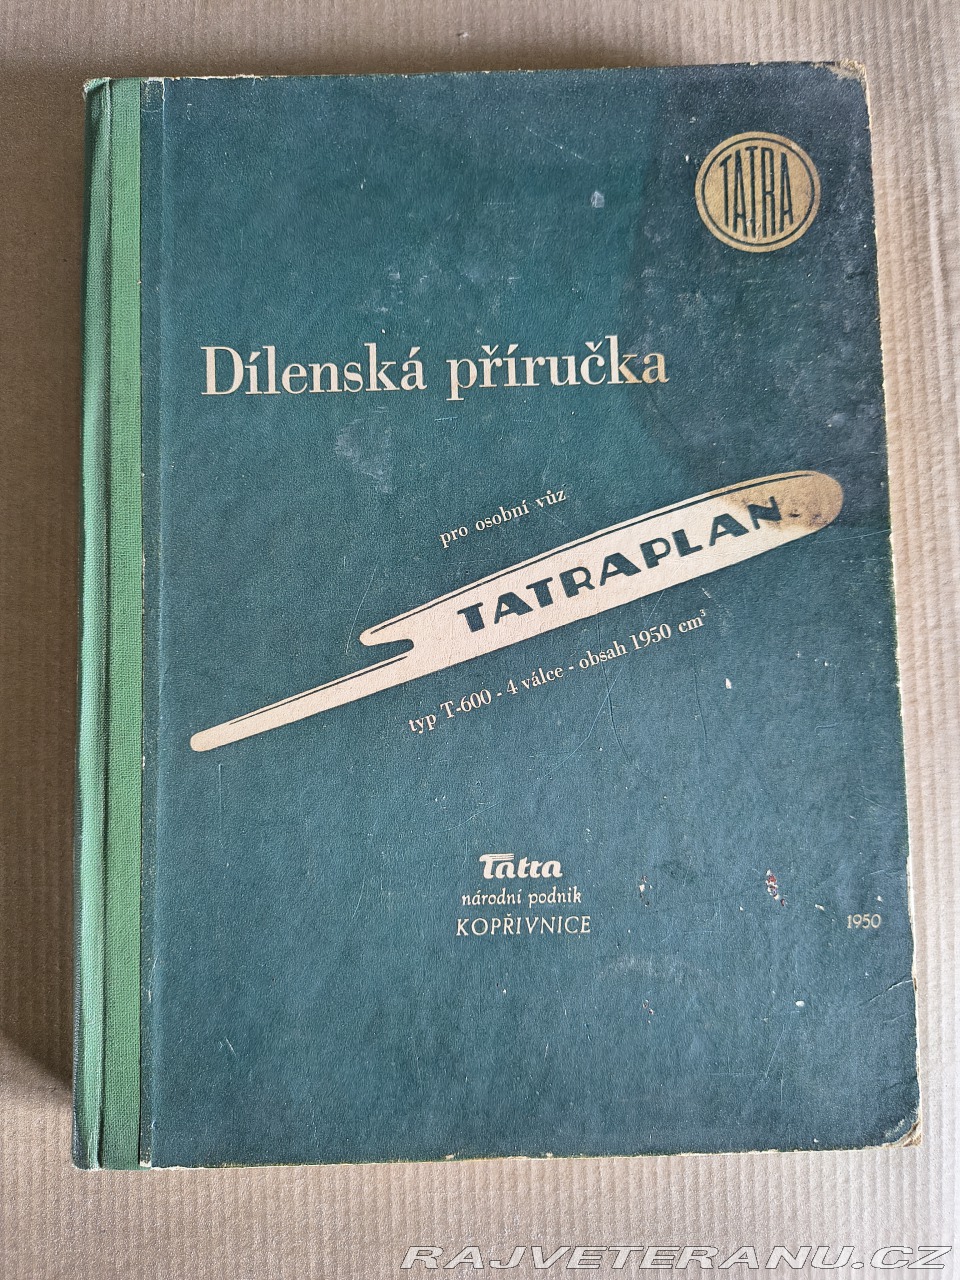 TATRA
Dílenská příručka
pro osobní vůz
TATRAPLAN
typ T-600 - 4 válce - obsah 1950 cm³
Tatra
národní podnik
KOPŘIVNICE
1950
RAJVETERANU.CZ